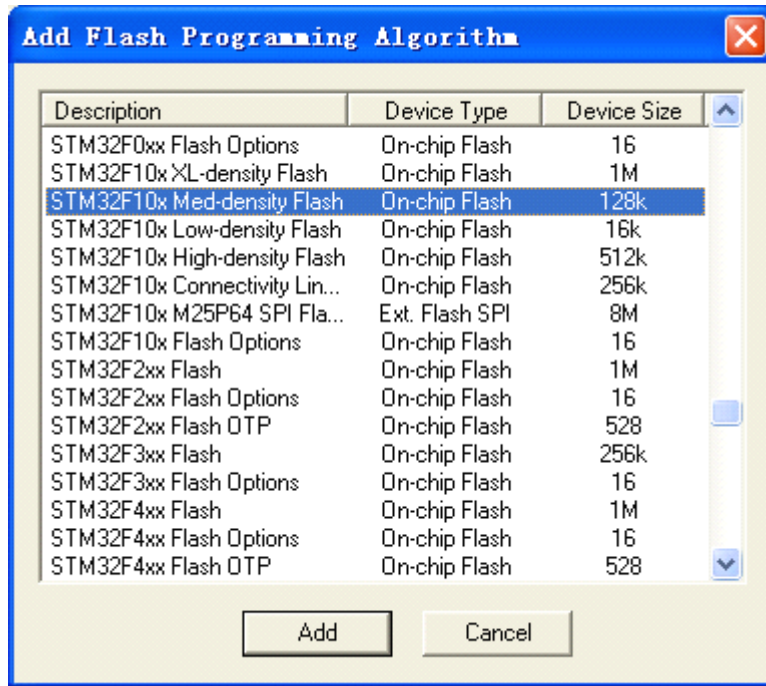 Add Flash Programming Algorithm
Description Device Type Device Size
STM32F0xx Flash Options On-chip Flash 16
STM32F10x XL-density Flash On-chip Flash 1M
STM32F10x Med-density Flash On-chip Flash 128k
STM32F10x Low-density Flash On-chip Flash 16k
STM32F10x High-density Flash On-chip Flash 512k
STM32F10x Connectivity Lin... On-chip Flash 256k
STM32F10x M25P64 SPI Fla... Ext. Flash SPI 8M
STM32F10x Flash Options On-chip Flash 16
STM32F2xx Flash On-chip Flash 1M
STM32F2xx Flash Options On-chip Flash 16
STM32F2xx Flash OTP On-chip Flash 528
STM32F3xx Flash On-chip Flash 256k
STM32F3xx Flash Options On-chip Flash 16
STM32F4xx Flash On-chip Flash 1M
STM32F4xx Flash Options On-chip Flash 16
STM32F4xx Flash OTP On-chip Flash 528
Add Cancel